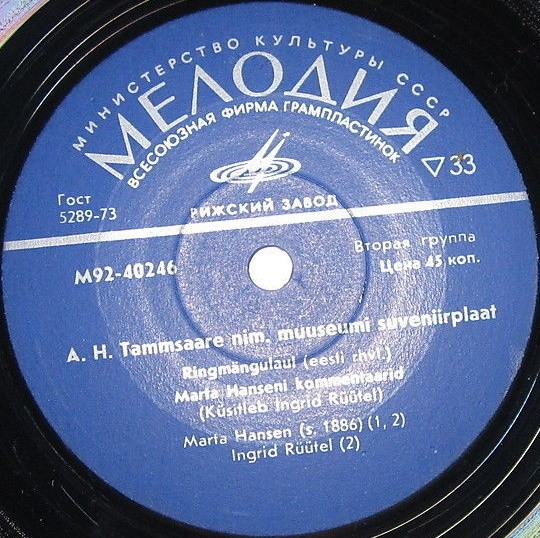 МИНИСТЕРСТВО КУЛЬТУРЫ СССР
МЕЛОДИЯ
ВСЕСОЮЗНАЯ ФИРМА ГРАМПЛАСТИНОК
▽33
Гост
5289-73
РИЖСКИЙ ЗАВОД
М92-40246
Вторая группа
Цена 45 коп.
A. H. Tammsaare nim. muuseumi suveniirplaat
Ringmängulaul (eesti rhvl.)
Marta Hanseni kommentaarid
(Küsitleb Ingrid Rüütel)
Marta Hansen (s. 1886) (1, 2)
Ingrid Rüütel (2)